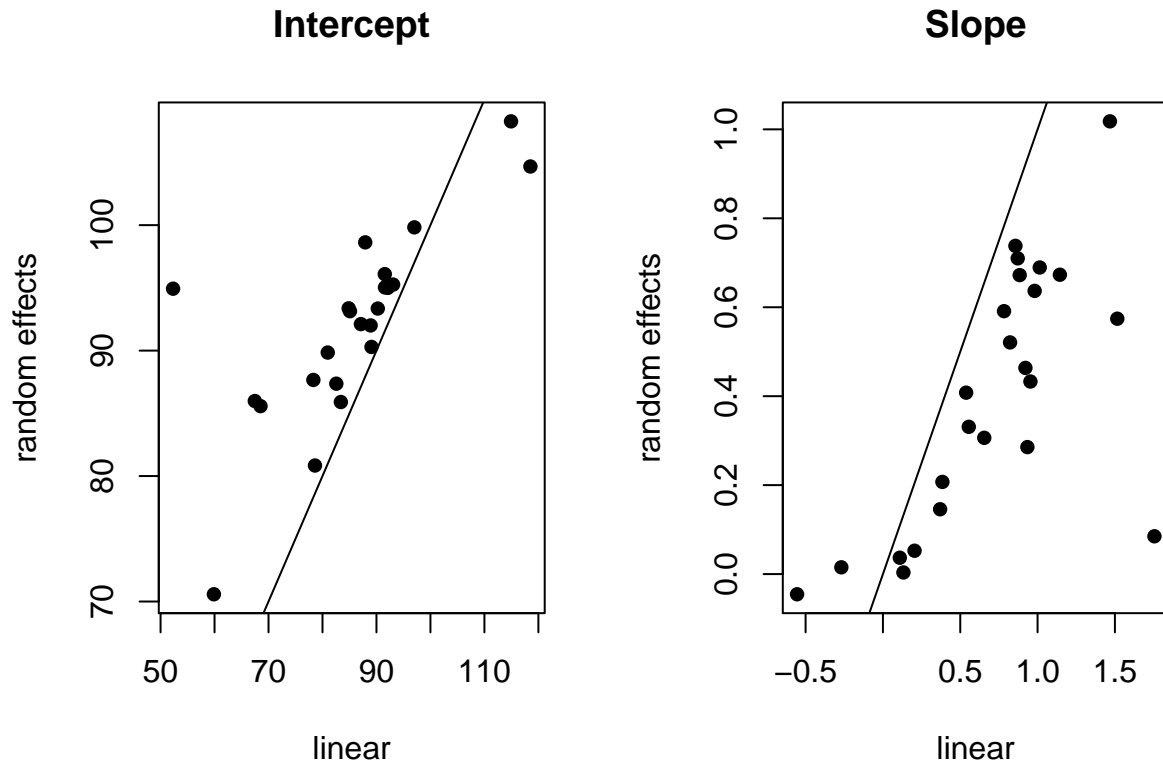 Intercept
random effects
70 80 90 100
50 70 90 110
linear
Slope
random effects
0.0 0.2 0.4 0.6 0.8 1.0
−0.5 0.5 1.0 1.5
linear